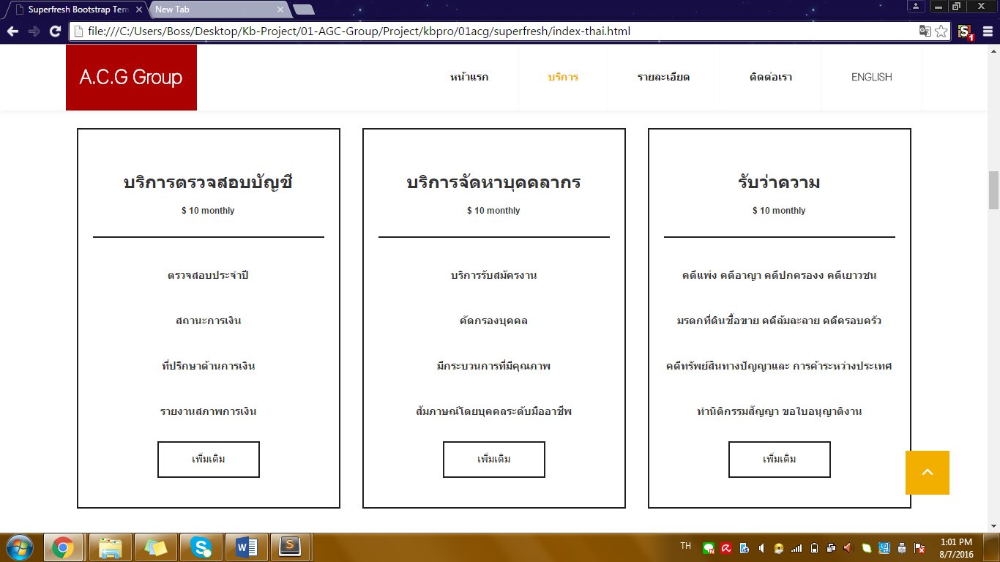 Superfresh Bootstrap Tem
New Tab
file:///C:/Users/Boss/Desktop/Kb-Project/01-AGC-Group/Project/kbpro/01acg/superfresh/index-thai.html
A.C.G Group
หน้าแรก
บริการ
รายละเอียด
ติดต่อเรา
ENGLISH
บริการตรวจสอบบัญชี
$ 10 monthly
ตรวจสอบประจำปี
สถานะการเงิน
ที่ปรึกษาด้านการเงิน
รายงานสภาพการเงิน
เพิ่มเติม
บริการจัดหาบุคคลากร
$ 10 monthly
บริการรับสมัครงาน
คัดกรองบุคคล
มีกระบวนการที่มีคุณภาพ
สัมภาษณ์โดยบุคคลระดับมืออาชีพ
เพิ่มเติม
รับว่าความ
$ 10 monthly
คดีแพ่ง คดีอาญา คดีปกครองง คดีเยาวชน
มรดกที่ดินซื้อขาย คดีล้มละลาย คดีครอบครัว
คดีทรัพย์สินทางปัญญาและ การค้าระหว่างประเทศ
ทำนิติกรรมสัญญา ขอใบอนุญาติงาน
เพิ่มเติม
TH
1:01 PM
8/7/2016